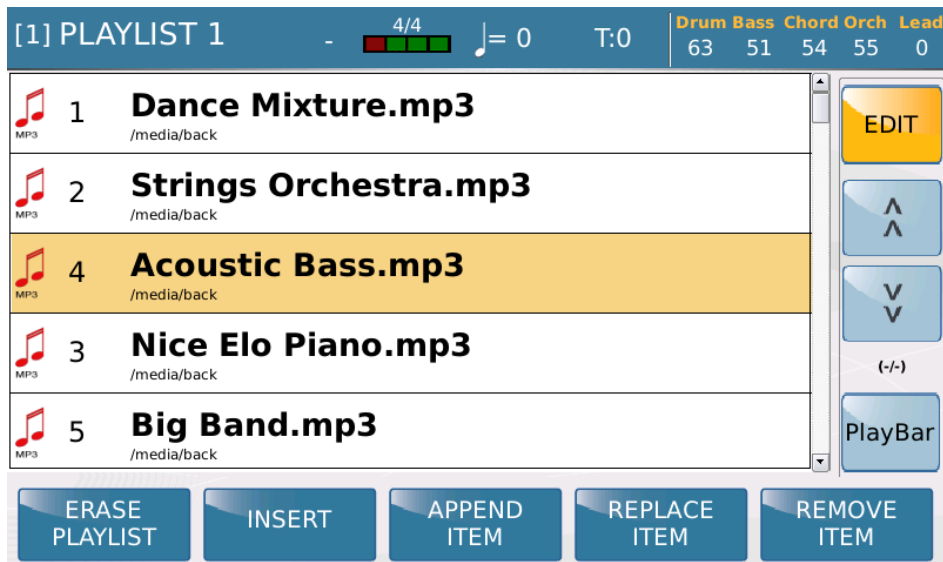 [1] PLAYLIST 1 - 4/4 = 0 T:0 Drum Bass Chord Orch Lead
63 51 54 55 0
MP3 1 Dance Mixture.mp3
/media/back
MP3 2 Strings Orchestra.mp3
/media/back
MP3 4 Acoustic Bass.mp3
/media/back
MP3 3 Nice Elo Piano.mp3
/media/back
MP3 5 Big Band.mp3
/media/back
EDIT
(-/-)
PlayBar
ERASE
PLAYLIST
INSERT
APPEND
ITEM
REPLACE
ITEM
REMOVE
ITEM